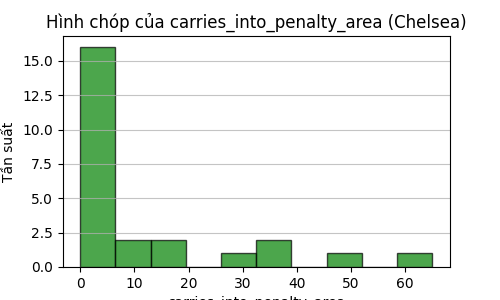 Hình chóp của carries_into_penalty_area (Chelsea)
Tần suất
15.0
12.5
10.0
7.5
5.0
2.5
0.0
0 10 20 30 40 50 60
carries_into_penalty_area